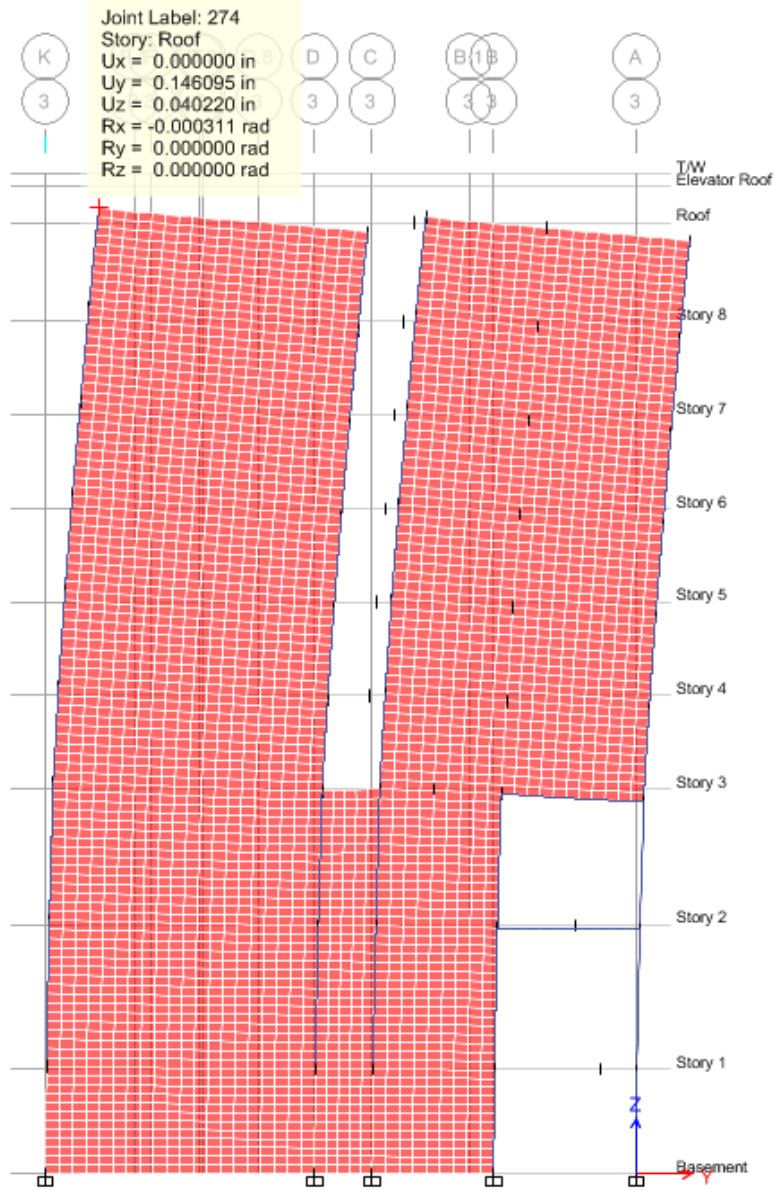 Joint Label: 274
Story: Roof
Ux = 0.000000 in
Uy = 0.146095 in
Uz = 0.040220 in
Rx = -0.000311 rad
Ry = 0.000000 rad
Rz = 0.000000 rad
K D C B.1 B A
3 3 3 3 3 3
T/W
Elevator Roof
Roof
Story 8
Story 7
Story 6
Story 5
Story 4
Story 3
Story 2
Story 1
Z
Basement
Y